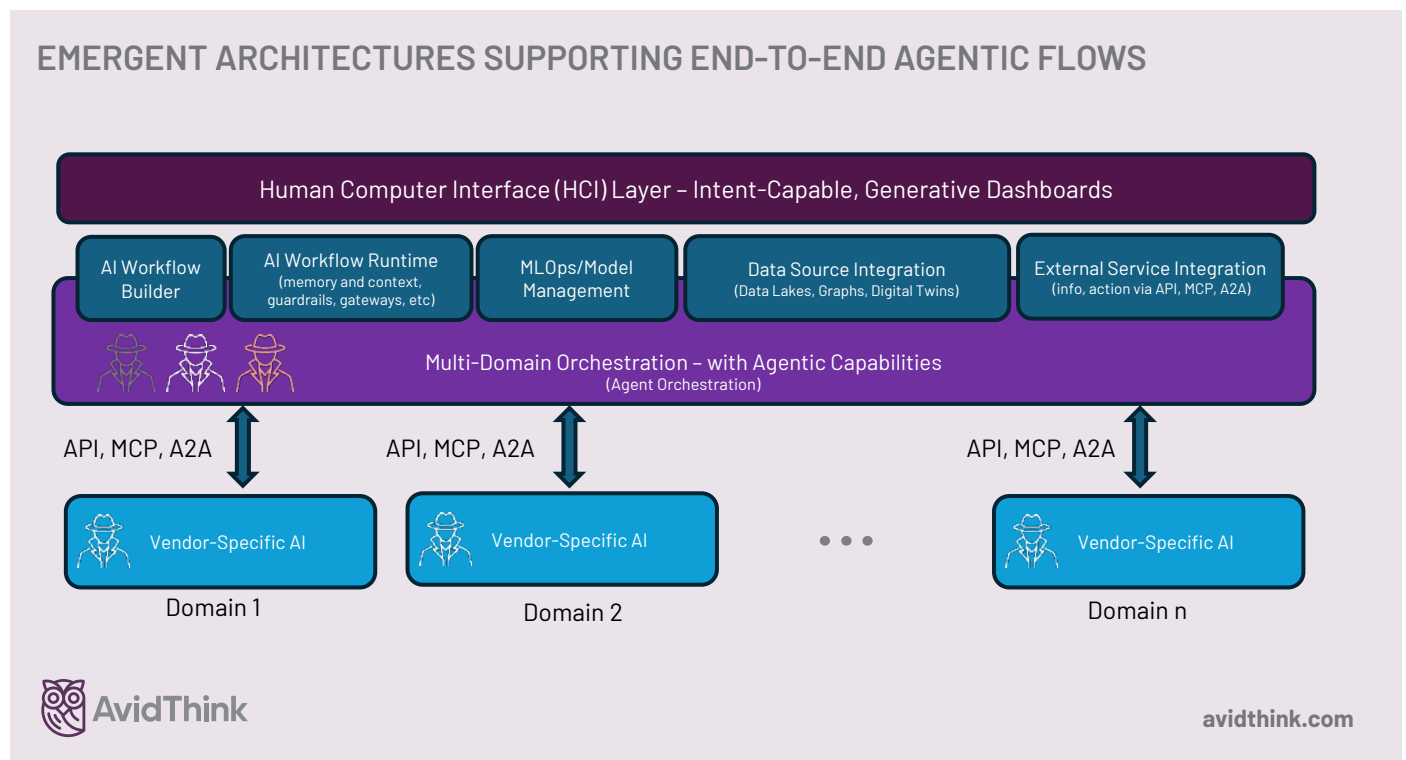 EMERGENT ARCHITECTURES SUPPORTING END-TO-END AGENTIC FLOWS
Human Computer Interface (HCI) Layer – Intent-Capable, Generative Dashboards
AI Workflow
Builder
AI Workflow Runtime
(memory and context,
guardrails, gateways, etc)
MLOps/Model
Management
Data Source Integration
(Data Lakes, Graphs, Digital Twins)
External Service Integration
(info, action via API, MCP, A2A)
Multi-Domain Orchestration – with Agentic Capabilities
(Agent Orchestration)
API, MCP, A2A
API, MCP, A2A
API, MCP, A2A
Vendor-Specific AI
Vendor-Specific AI
Vendor-Specific AI
Domain 1
Domain 2
Domain n
AvidThink
avidthink.com